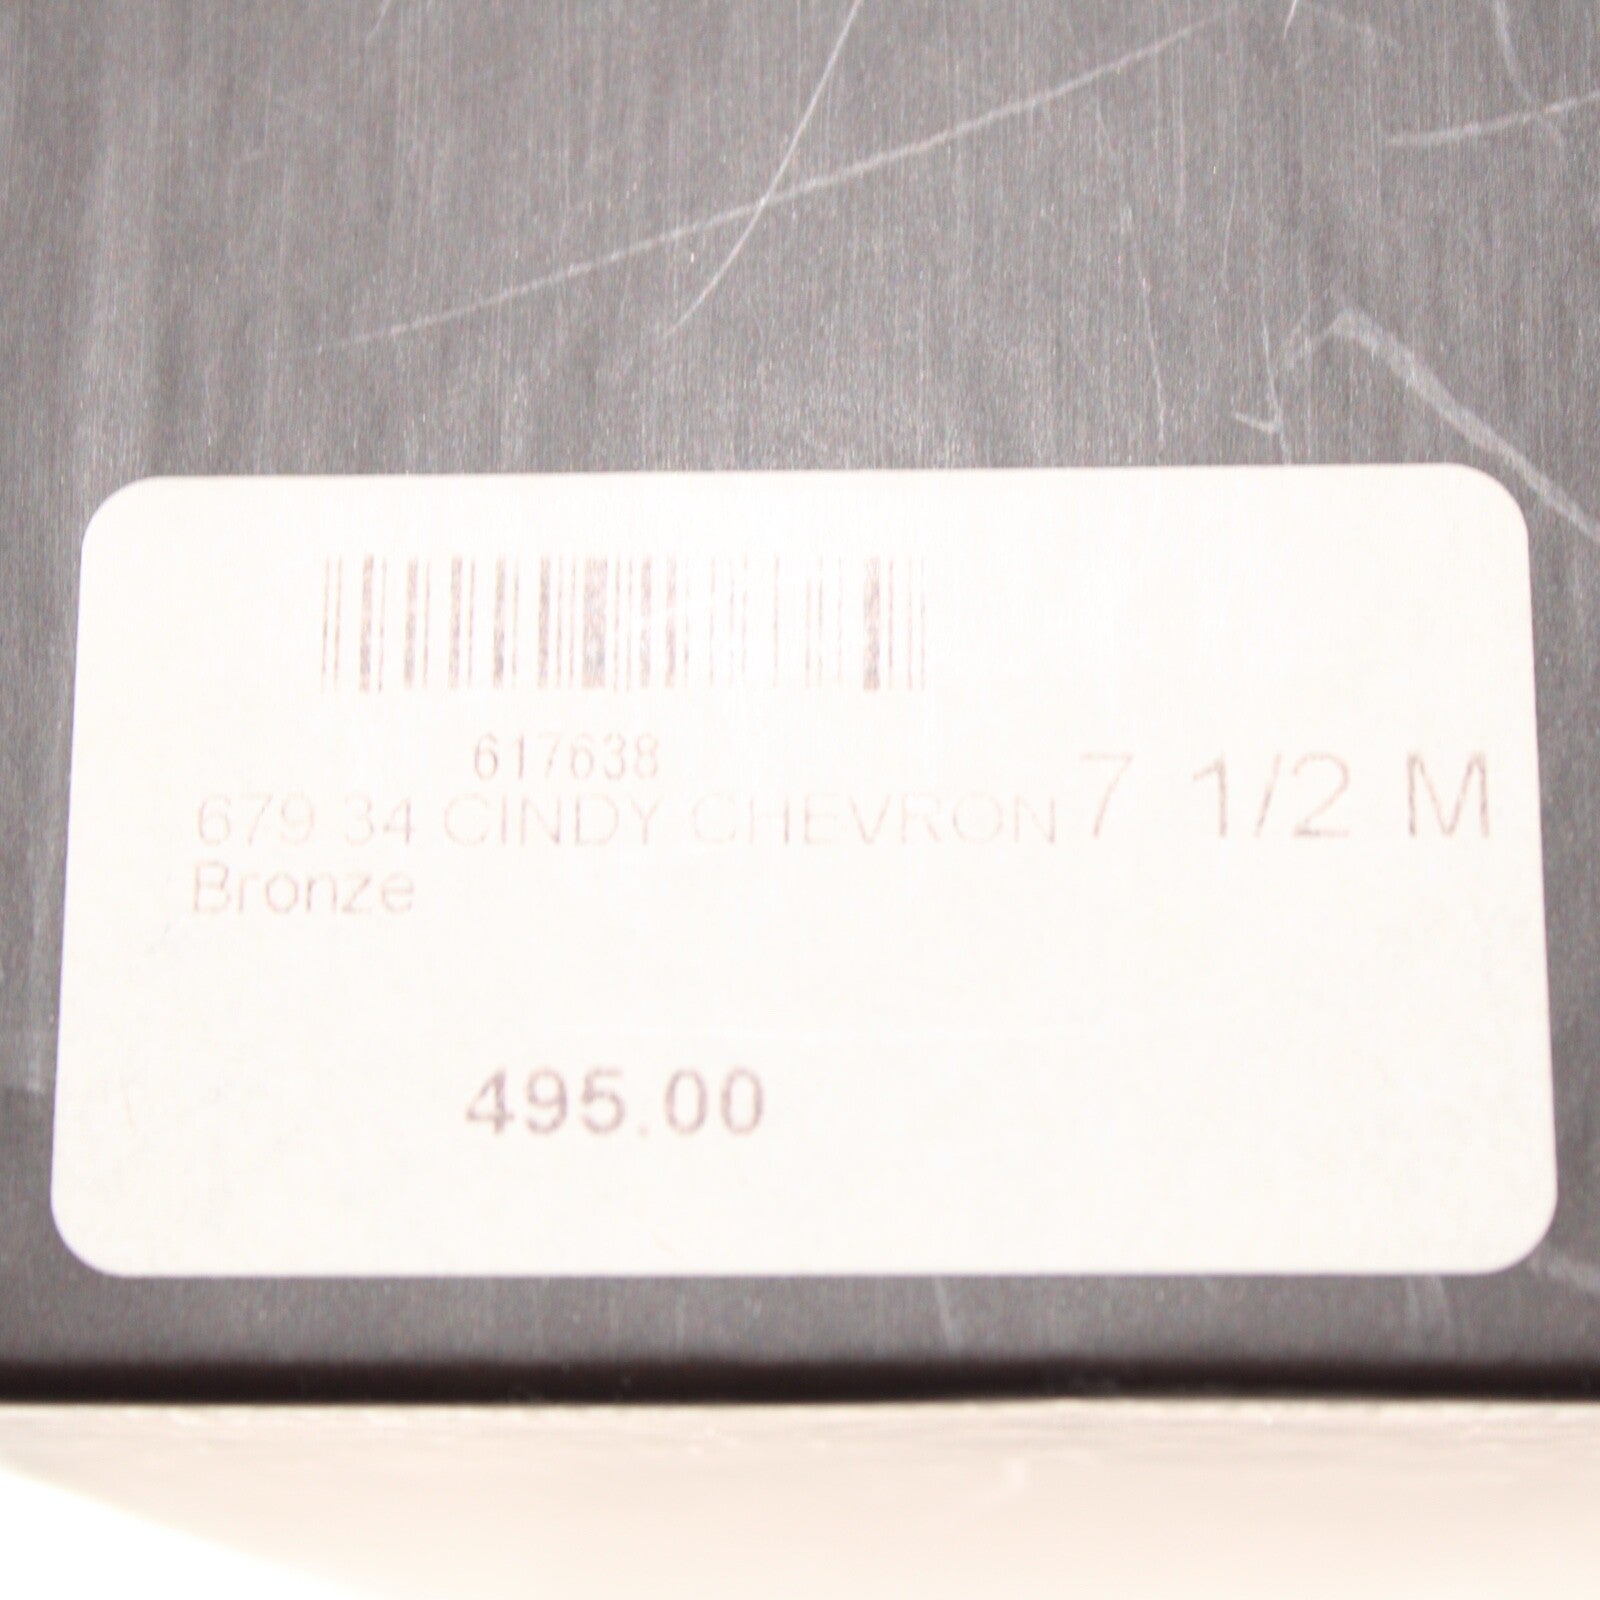 617638
679 34 CINDY CHEVRON 7 1/2 M
Bronze
495.00